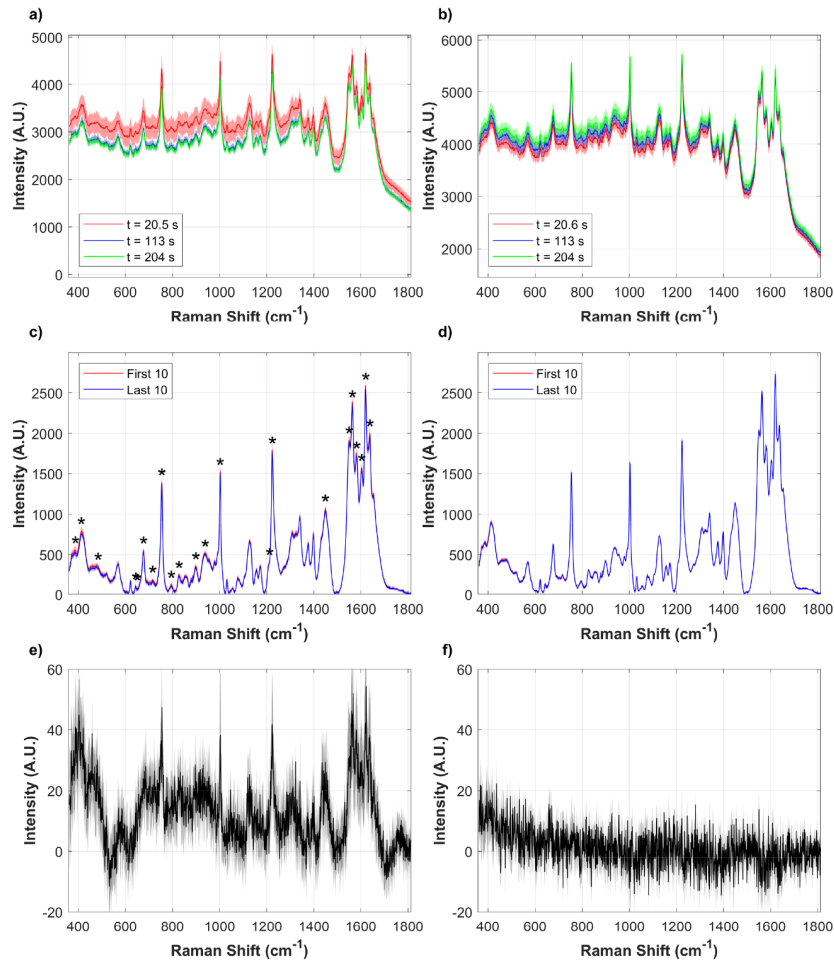 a)
5000
4000
3000
2000
1000
0
Intensity (A.U.)
t = 20.5 s
t = 113 s
t = 204 s
400 600 800 1000 1200 1400 1600 1800
Raman Shift (cm-1)
b)
6000
5000
4000
3000
2000
Intensity (A.U.)
t = 20.6 s
t = 113 s
t = 204 s
400 600 800 1000 1200 1400 1600 1800
Raman Shift (cm-1)
c)
2500
2000
1500
1000
500
0
Intensity (A.U.)
First 10
Last 10
* * * * * * * * * * * * * * * * * * * * *
400 600 800 1000 1200 1400 1600 1800
Raman Shift (cm-1)
d)
2500
2000
1500
1000
500
0
Intensity (A.U.)
First 10
Last 10
400 600 800 1000 1200 1400 1600 1800
Raman Shift (cm-1)
e)
60
40
20
0
-20
Intensity (A.U.)
400 600 800 1000 1200 1400 1600 1800
Raman Shift (cm-1)
f)
60
40
20
0
-20
Intensity (A.U.)
400 600 800 1000 1200 1400 1600 1800
Raman Shift (cm-1)